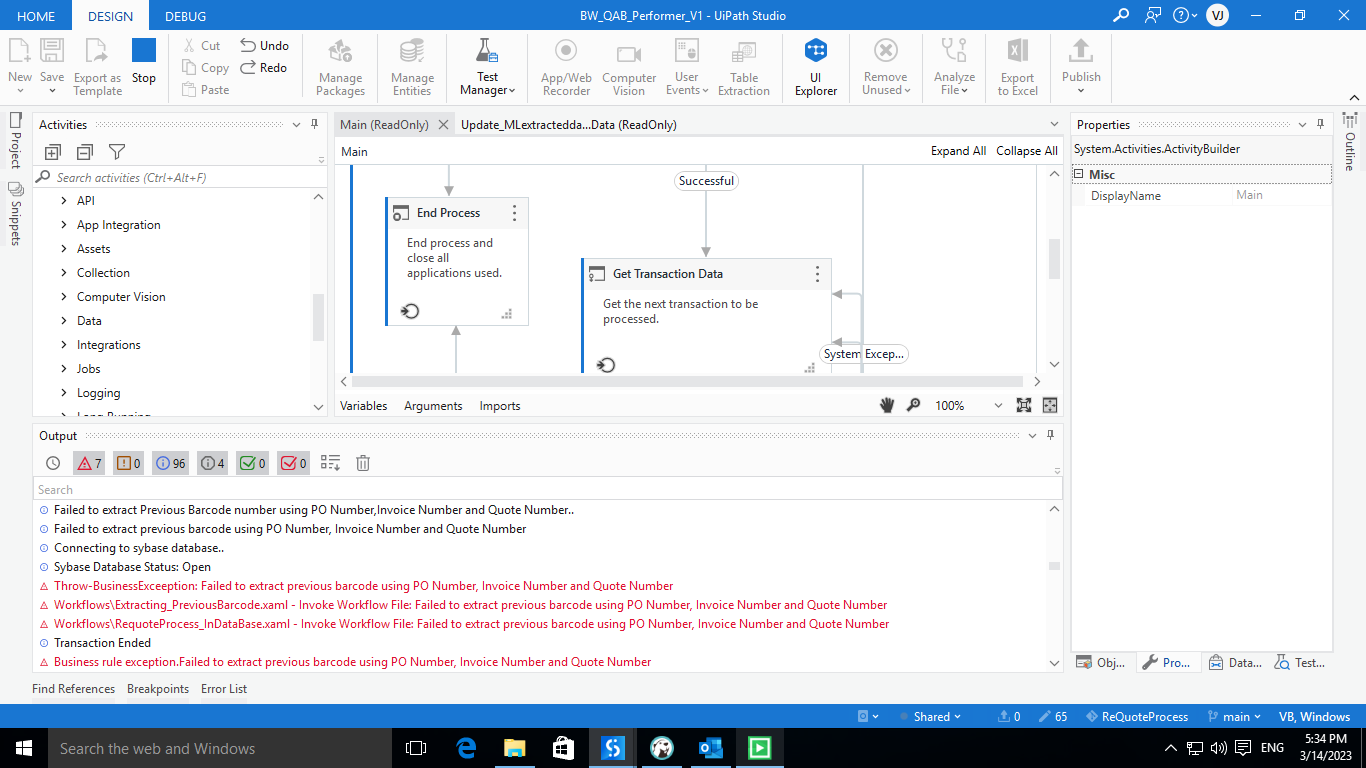 HOME DESIGN DEBUG
BW_QAB_Performer_V1 - UiPath Studio
VJ
New Save Export as Template Stop
Cut Copy Paste
Undo Redo
Manage Packages
Manage Entities
Test Manager
App/Web Recorder
Computer Vision
User Events
Table Extraction
UI Explorer
Remove Unused
Analyze File
Export to Excel
Publish
Project
Snippets
Activities
Search activities (Ctrl+Alt+F)
API
App Integration
Assets
Collection
Computer Vision
Data
Integrations
Jobs
Logging
Long Running
Main (ReadOnly)
Update_MLextractedda...Data (ReadOnly)
Main
Expand All Collapse All
Successful
End Process
End process and
close all
applications used.
Get Transaction Data
Get the next transaction to be
processed.
System Excep...
Variables Arguments Imports
100%
Properties
System.Activities.ActivityBuilder
Misc
DisplayName Main
Outline
Obj... Pro... Data... Test...
Output
7 0 96 4 0 0
Search
Failed to extract Previous Barcode number using PO Number,Invoice Number and Quote Number..
Failed to extract previous barcode using PO Number, Invoice Number and Quote Number
Connecting to sybase database..
Sybase Database Status: Open
Throw-BusinessException: Failed to extract previous barcode using PO Number, Invoice Number and Quote Number
Workflows\Extracting_PreviousBarcode.xaml - Invoke Workflow File: Failed to extract previous barcode using PO Number, Invoice Number and Quote Number
Workflows\RequoteProcess_InDataBase.xaml - Invoke Workflow File: Failed to extract previous barcode using PO Number, Invoice Number and Quote Number
Transaction Ended
Business rule exception.Failed to extract previous barcode using PO Number, Invoice Number and Quote Number
Find References Breakpoints Error List
Shared 0 65 ReQuoteProcess main VB, Windows
Search the web and Windows
ENG
5:34 PM
3/14/2023